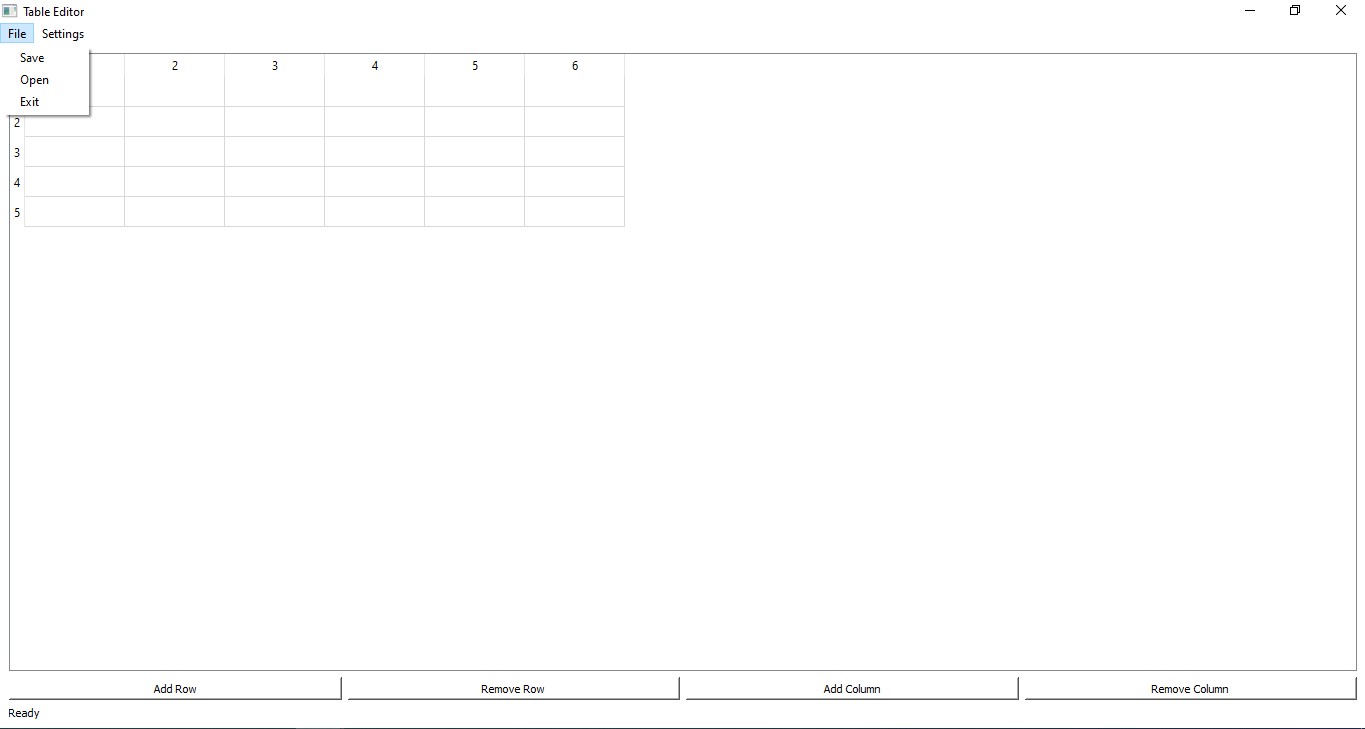 Table Editor
File Settings
Save
Open
Exit
2 3 4 5 6
2
3
4
5
Add Row Remove Row Add Column Remove Column
Ready